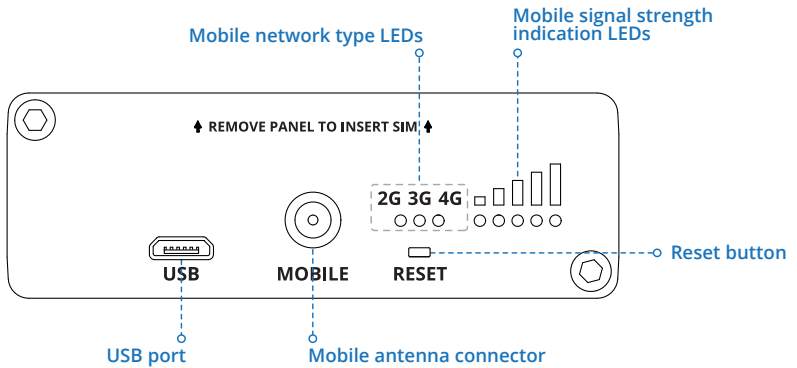 Mobile network type LEDs
Mobile signal strength
indication LEDs
REMOVE PANEL TO INSERT SIM
2G 3G 4G
USB
MOBILE
RESET
Reset button
USB port
Mobile antenna connector